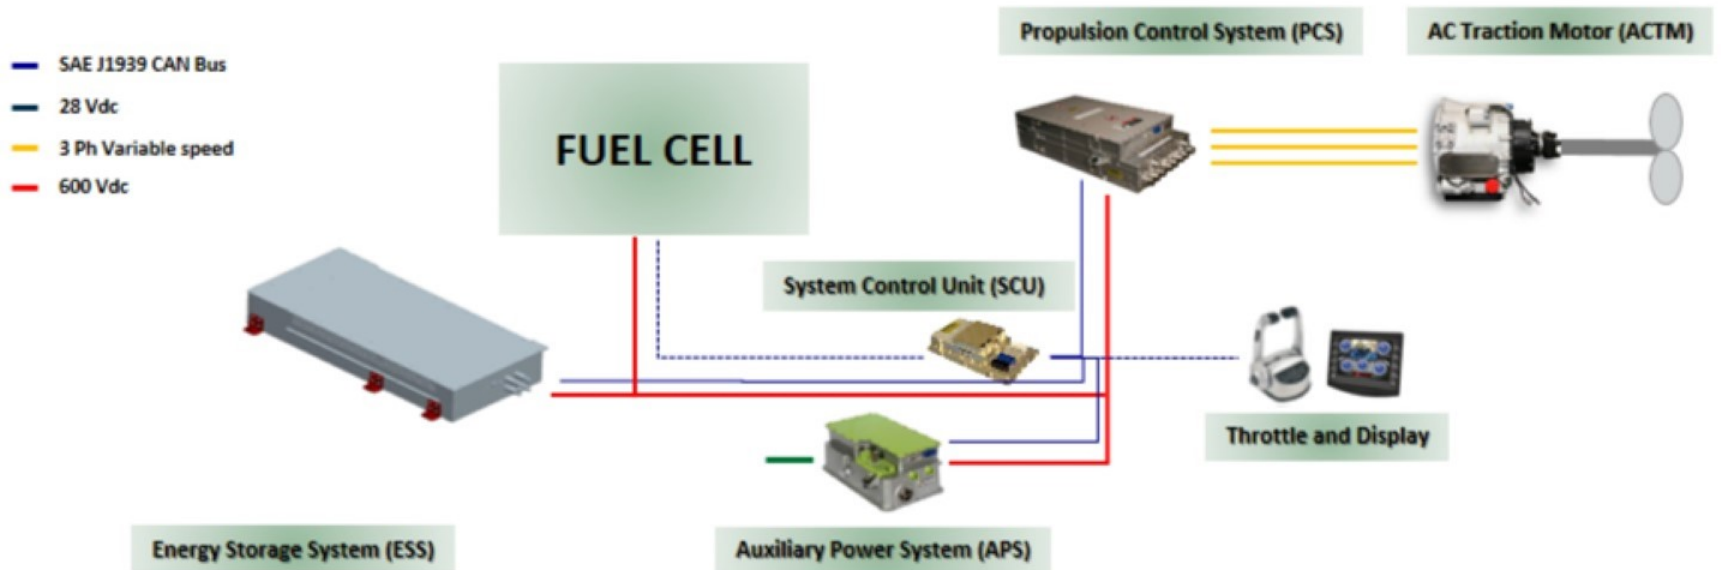 Propulsion Control System (PCS)
AC Traction Motor (ACTM)
SAE J1939 CAN Bus
28 Vdc
3 Ph Variable speed
600 Vdc
FUEL CELL
System Control Unit (SCU)
Throttle and Display
Energy Storage System (ESS)
Auxiliary Power System (APS)